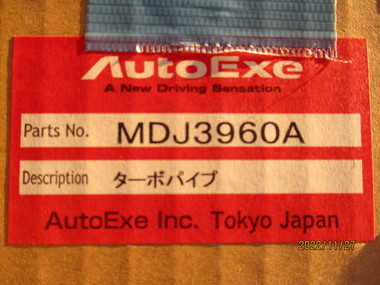 AutoExe
A New Driving Sensation
Parts No. MDJ3960A
Description ターボパイプ
AutoExe Inc. Tokyo Japan
2022/11/27